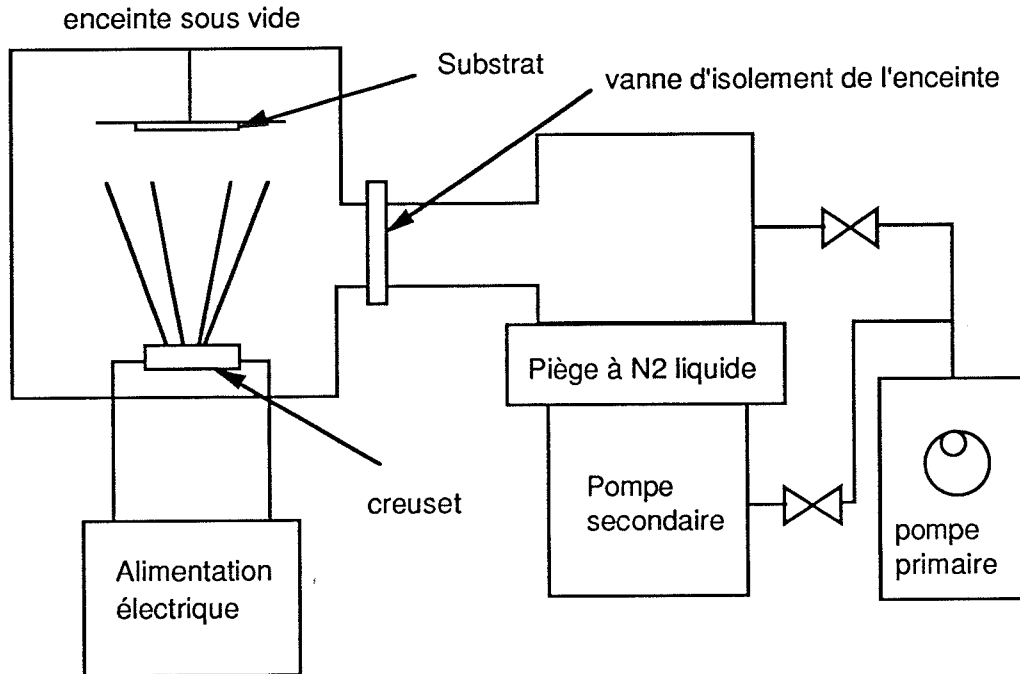 enceinte sous vide
Substrat
vanne d'isolement de l'enceinte
Piège à N2 liquide
creuset
Pompe
secondaire
pompe
primaire
Alimentation
électrique